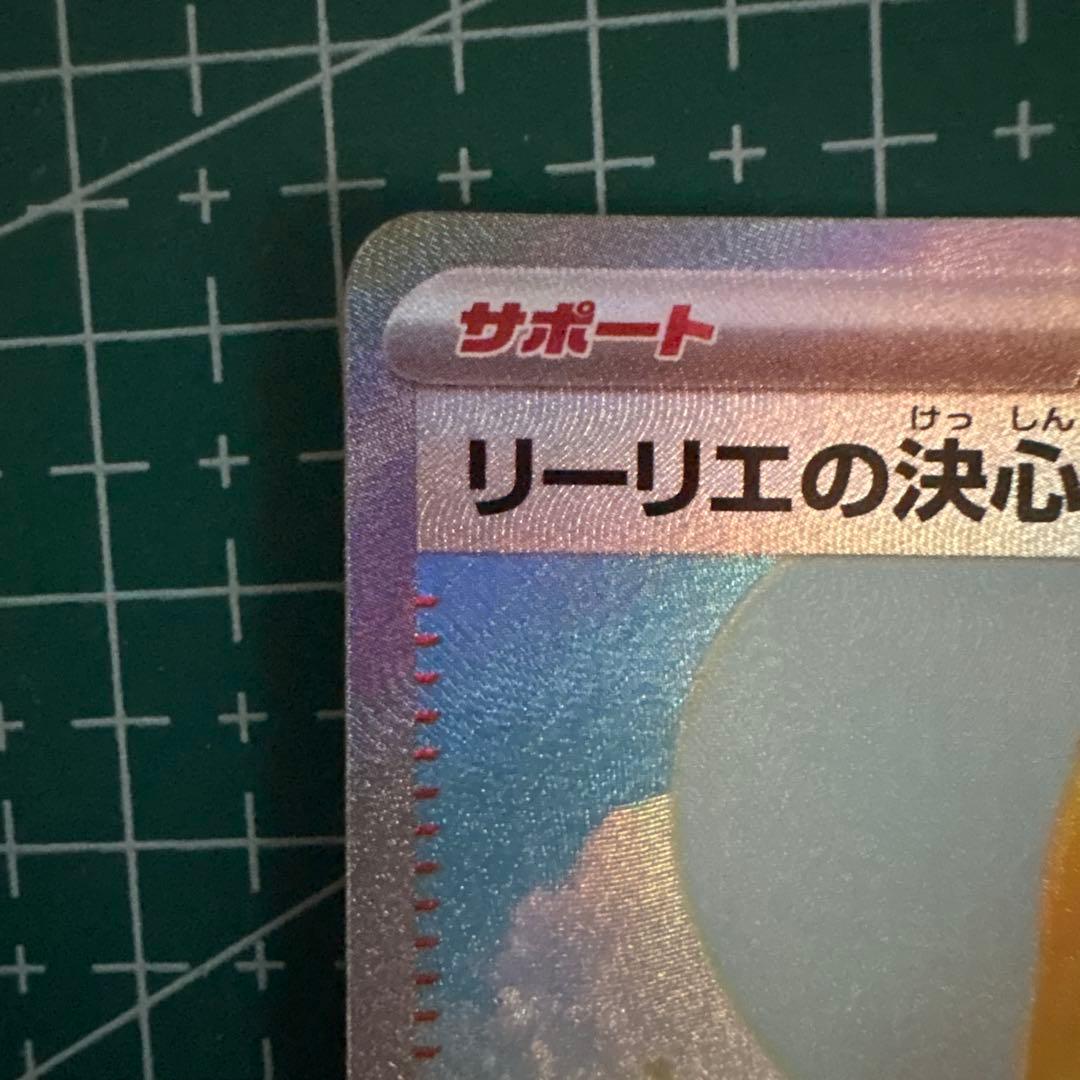 サポート
けっ しん
リーリエの決心